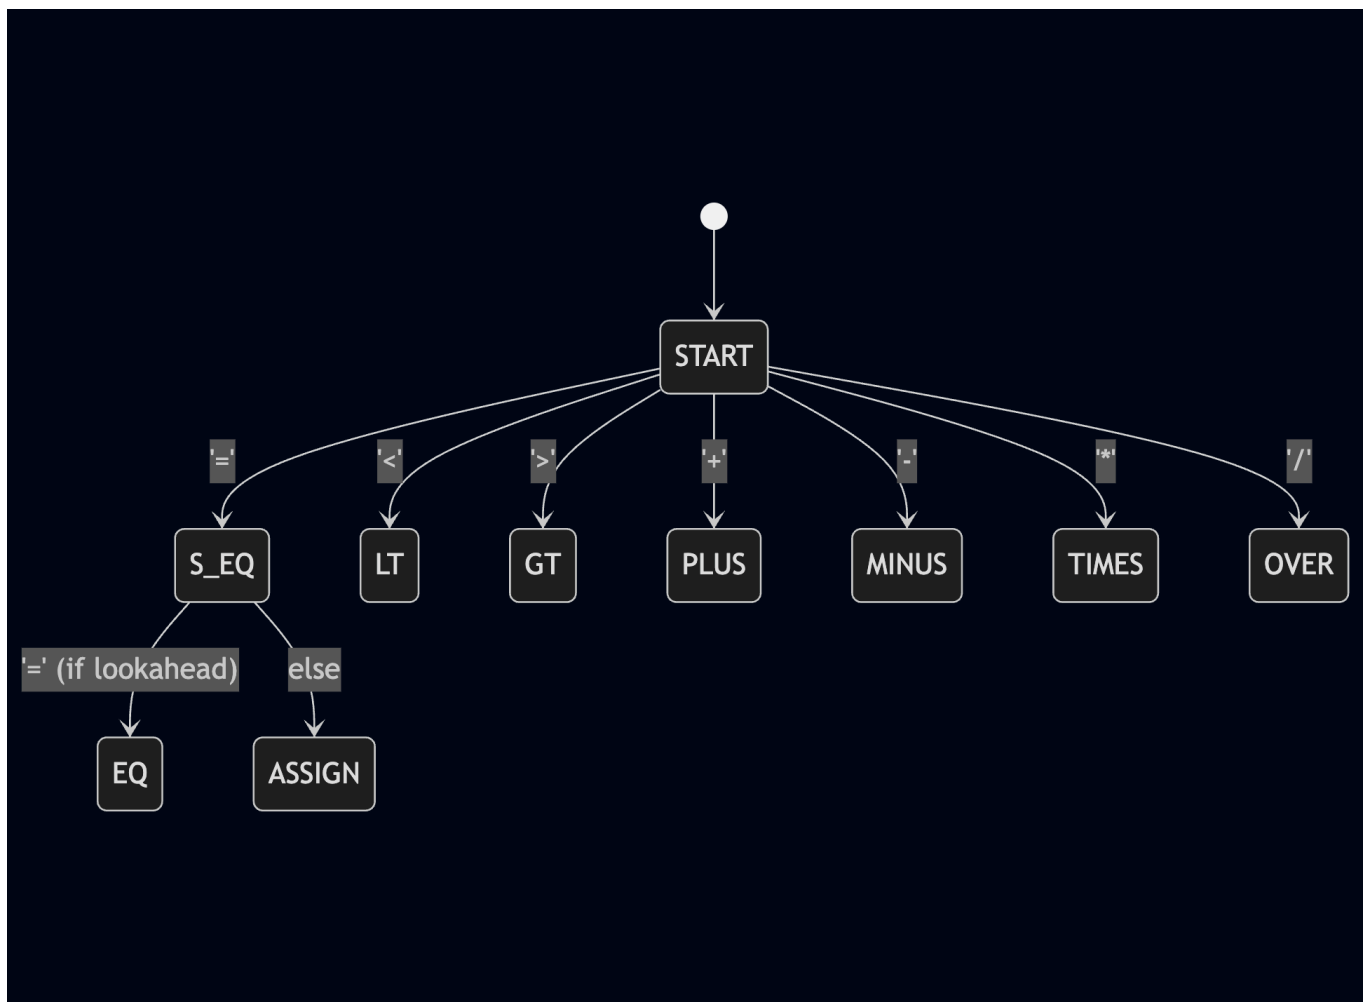 START
'='
'<'
'>'
'+'
'-'
'*'
'/'
S_EQ
LT
GT
PLUS
MINUS
TIMES
OVER
'=' (if lookahead)
else
EQ
ASSIGN